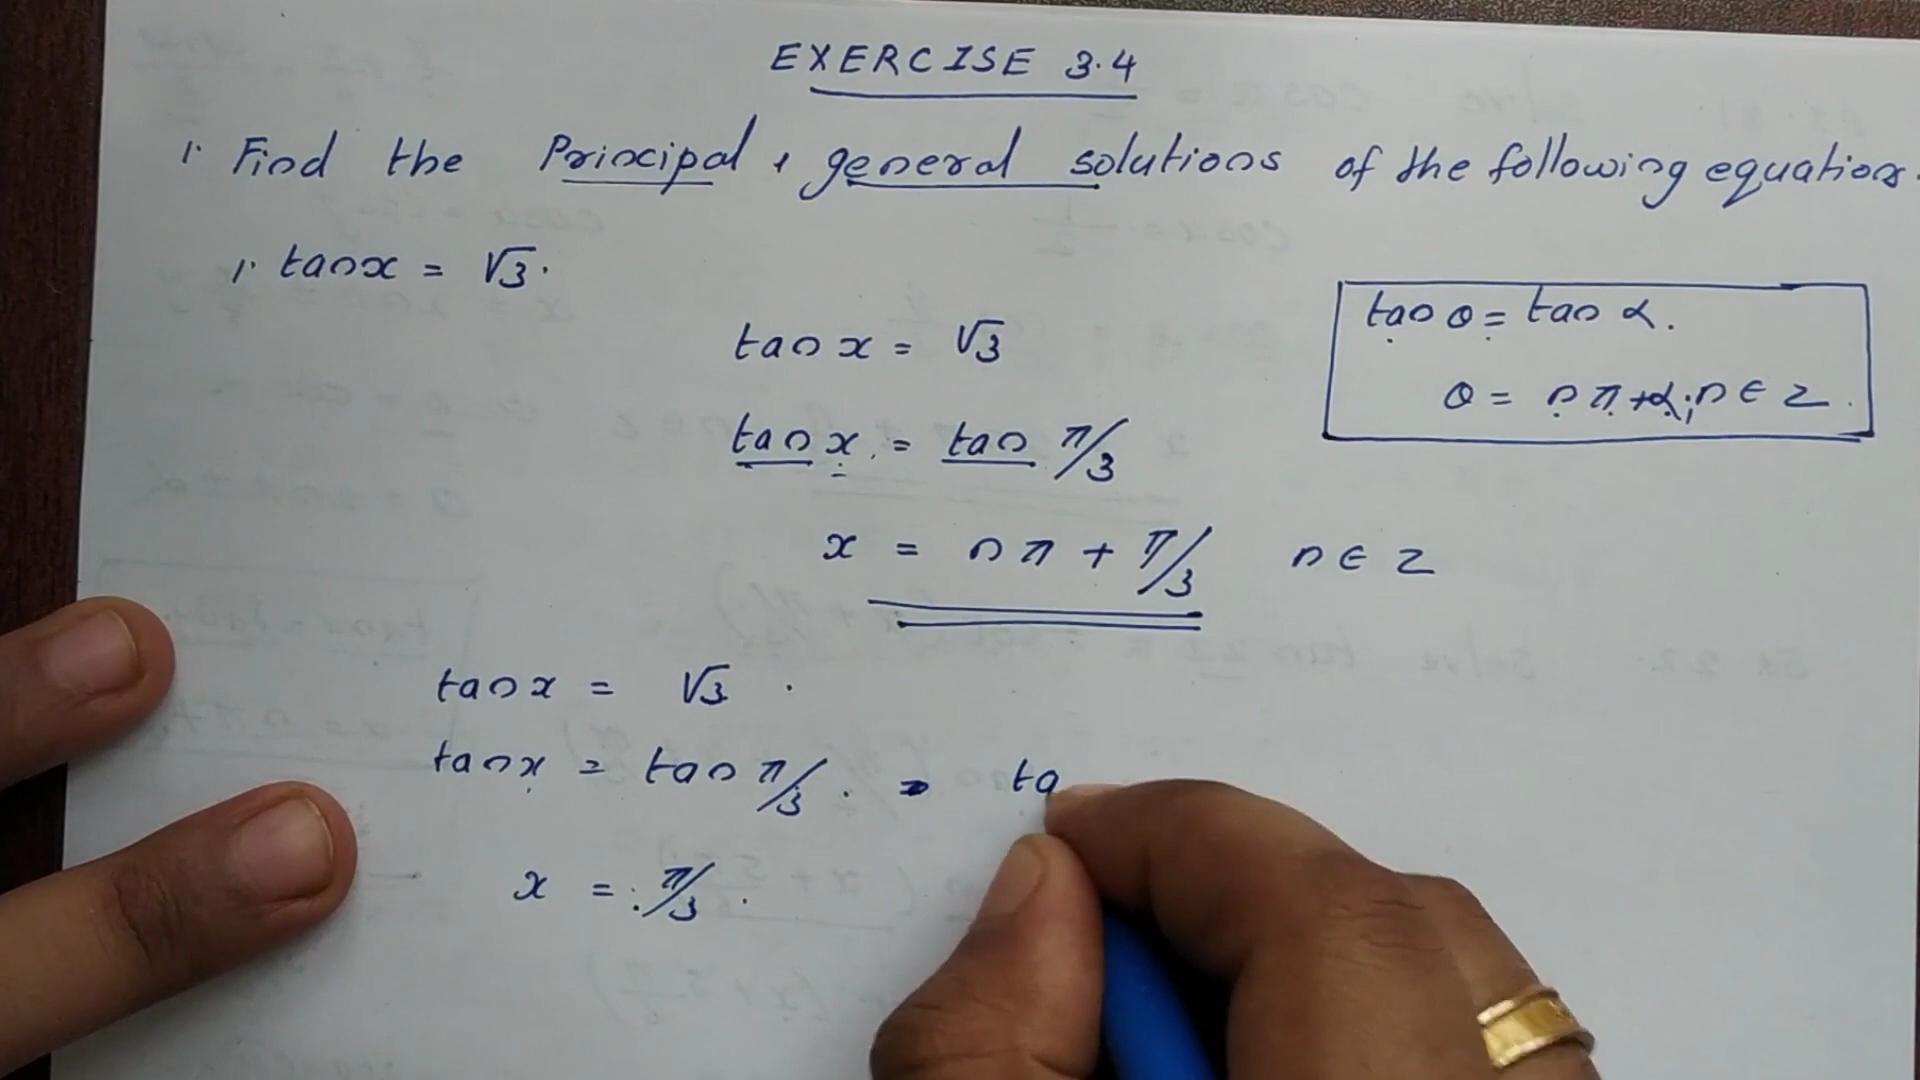 EXERCISE 3.4
1. Find the Principal & general solutions of the following equations.
1. tan x = √3.
tan x = √3
tan θ = tan α.
θ = nπ + α; n ∈ Z.
tan x = tan π/3
x = nπ + π/3 n ∈ Z
tan x = √3
tan x = tan π/3 = ta
x = π/3